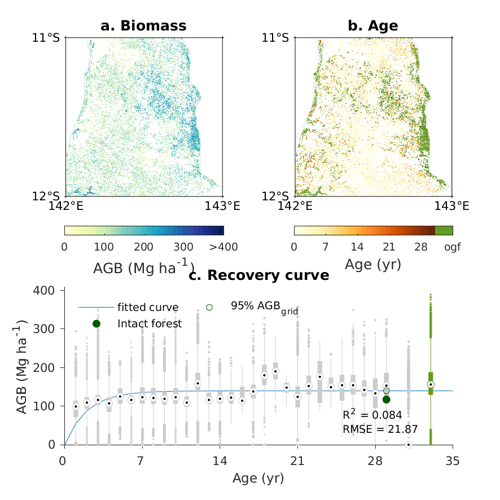 a. Biomass
b. Age
11°S
12°S
142°E
143°E
11°S
12°S
142°E
143°E
0 100 200 300 >400
AGB (Mg ha-1)
0 7 14 21 28 ogf
Age (yr)
c. Recovery curve
AGB (Mg ha-1)
400
300
200
100
0
fitted curve
Intact forest
95% AGBgrid
R2 = 0.084
RMSE = 21.87
0 7 14 21 28 35
Age (yr)